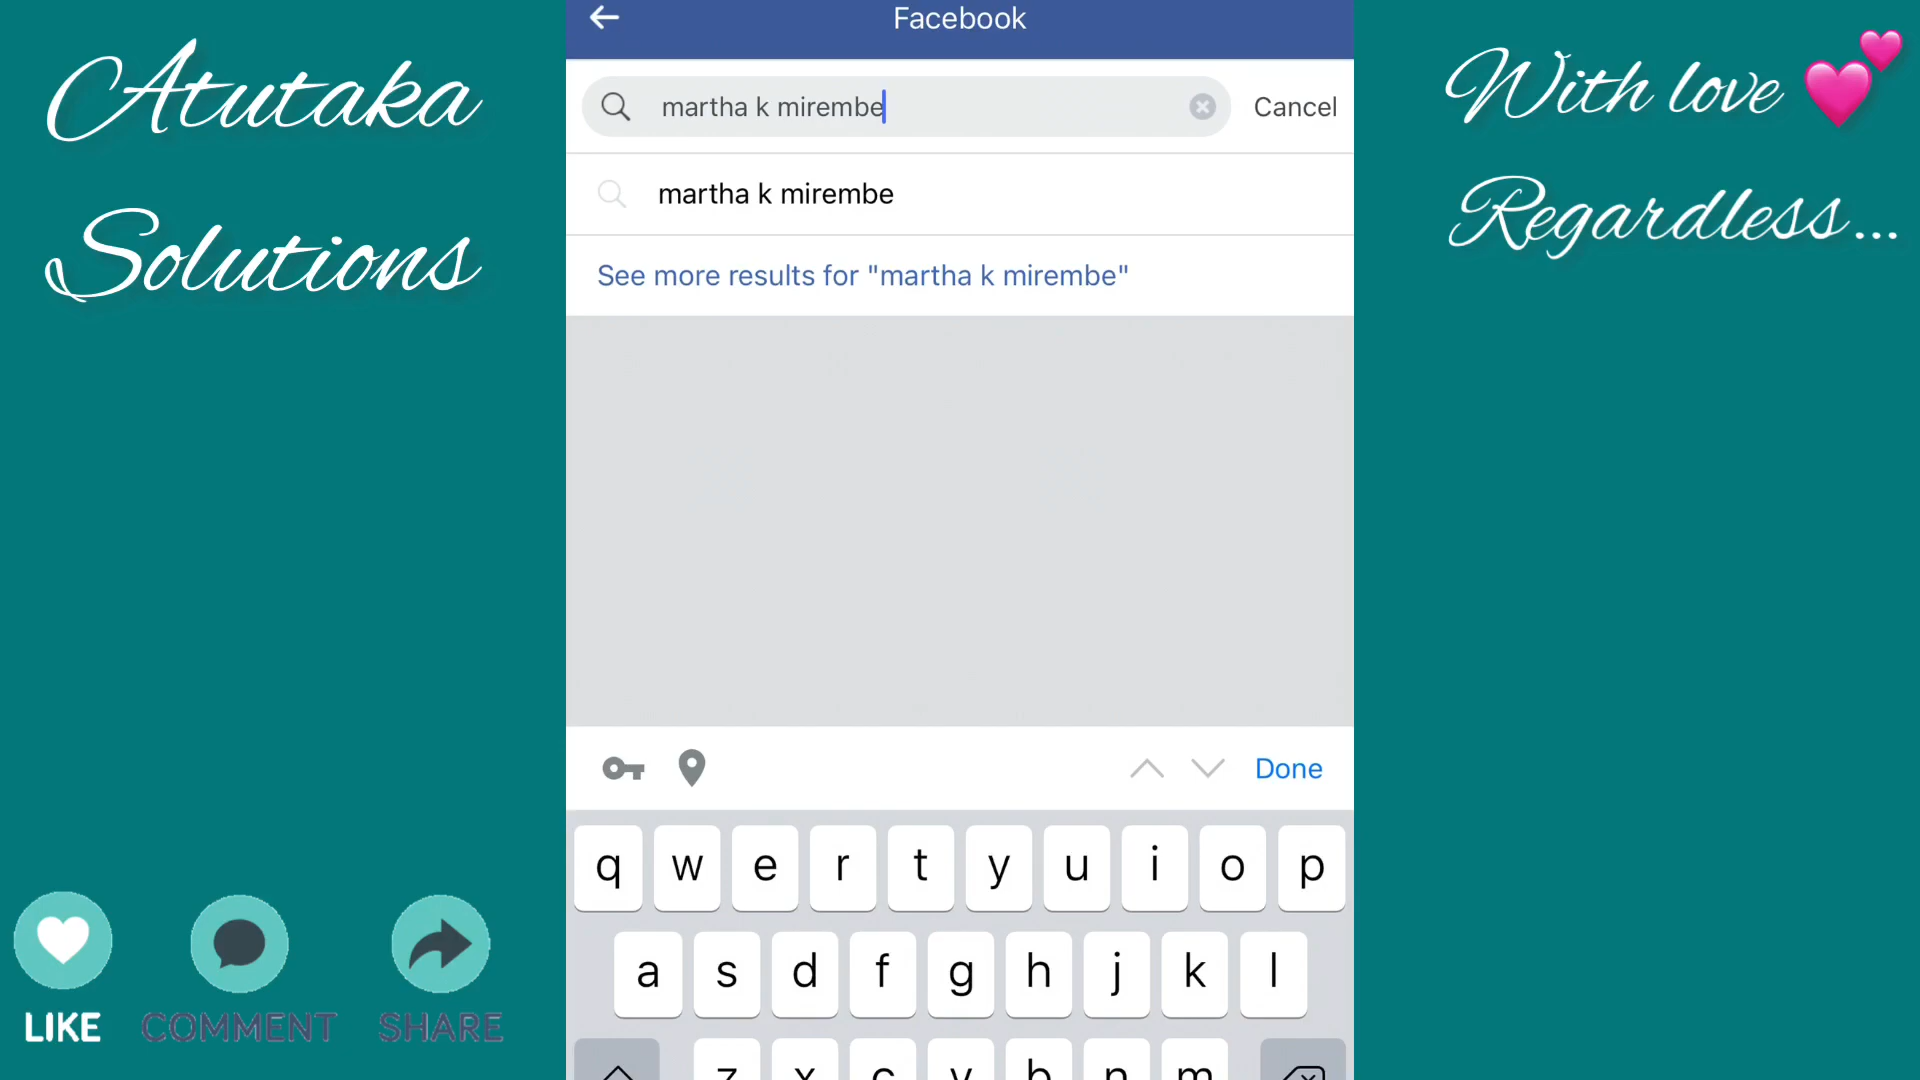 Atutaka
Solutions
With love
Regardless...
Facebook
martha k mirembe
Cancel
martha k mirembe
See more results for "martha k mirembe"
Done
q w e r t y u i o p
a s d f g h j k l
z x c v b n m
LIKE
COMMENT
SHARE